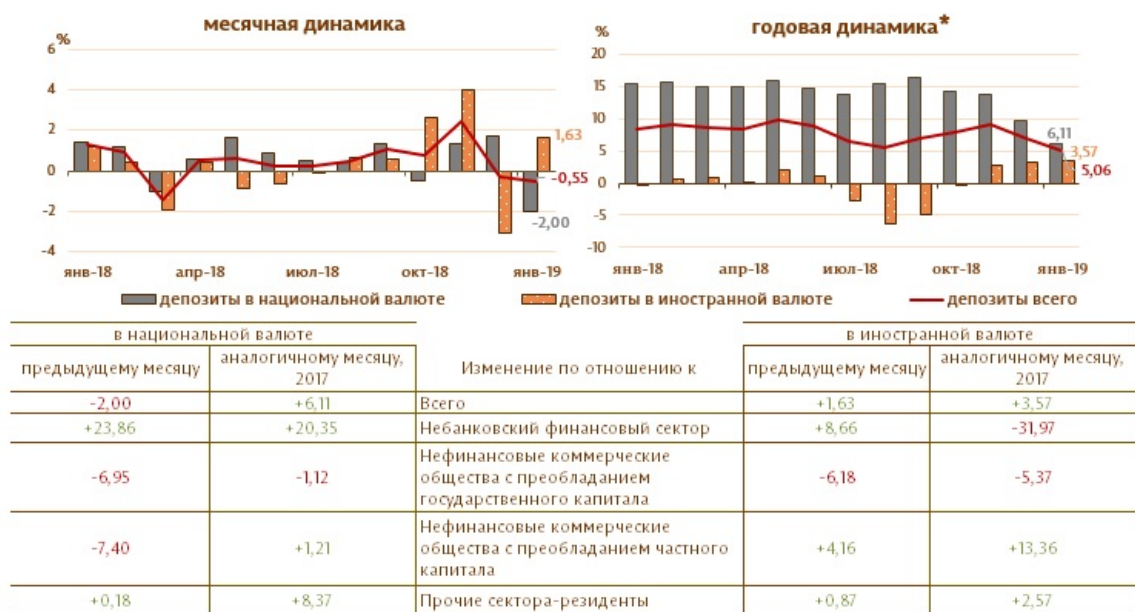 месячная динамика
%
6
4
2
0
-2
-4
1,63
-0,55
-2,00
янв-18
апр-18
июл-18
окт-18
янв-19
годовая динамика*
%
20
15
10
5
0
-5
-10
6,11
3,57
5,06
янв-18
апр-18
июл-18
окт-18
янв-19
депозиты в национальной валюте
депозиты в иностранной валюте
депозиты всего
в национальной валюте
в иностранной валюте
предыдущему месяцу
аналогичному месяцу,
2017
Изменение по отношению к
предыдущему месяцу
аналогичному месяцу,
2017
-2,00
+6,11
Всего
+1,63
+3,57
+23,86
+20,35
Небанковский финансовый сектор
+8,66
-31,97
-6,95
-1,12
Нефинансовые коммерческие
общества с преобладанием
государственного капитала
-6,18
-5,37
-7,40
+1,21
Нефинансовые коммерческие
общества с преобладанием частного
капитала
+4,16
+13,36
+0,18
+8,37
Прочие сектора-резиденты
+0,87
+2,57